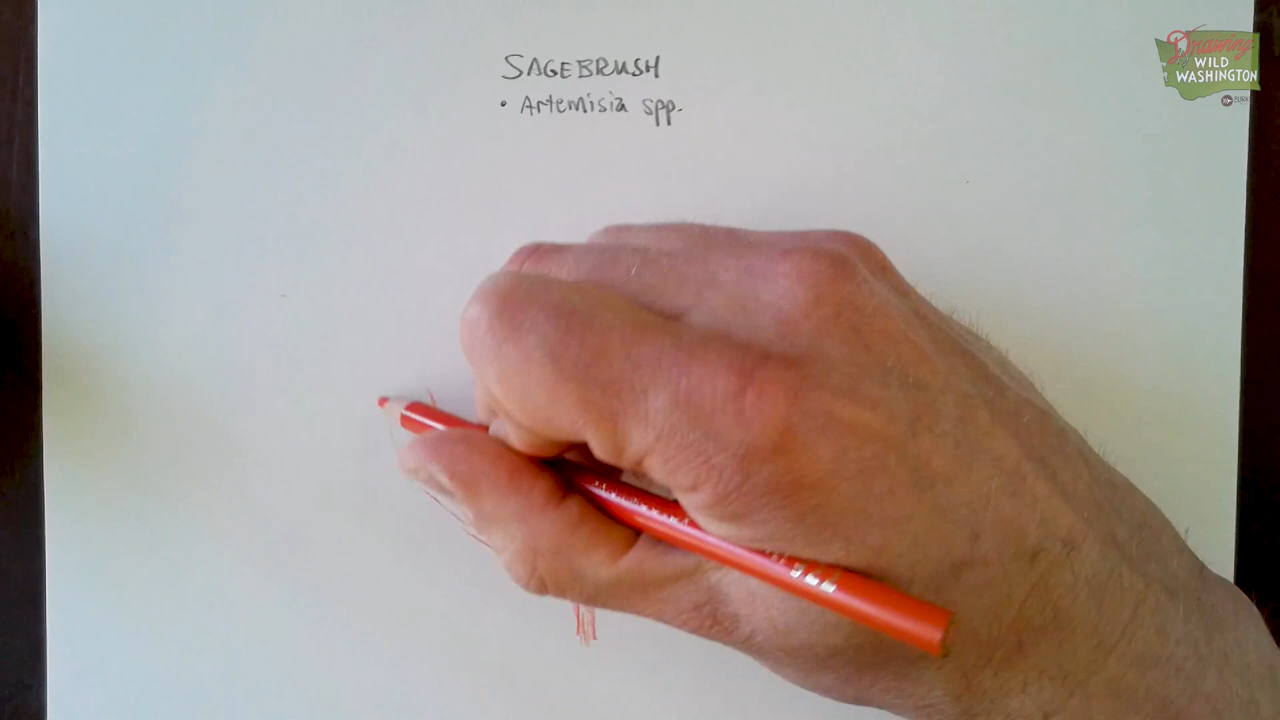 SAGEBRUSH
• Artemisia spp.
Drawing
WILD
WASHINGTON